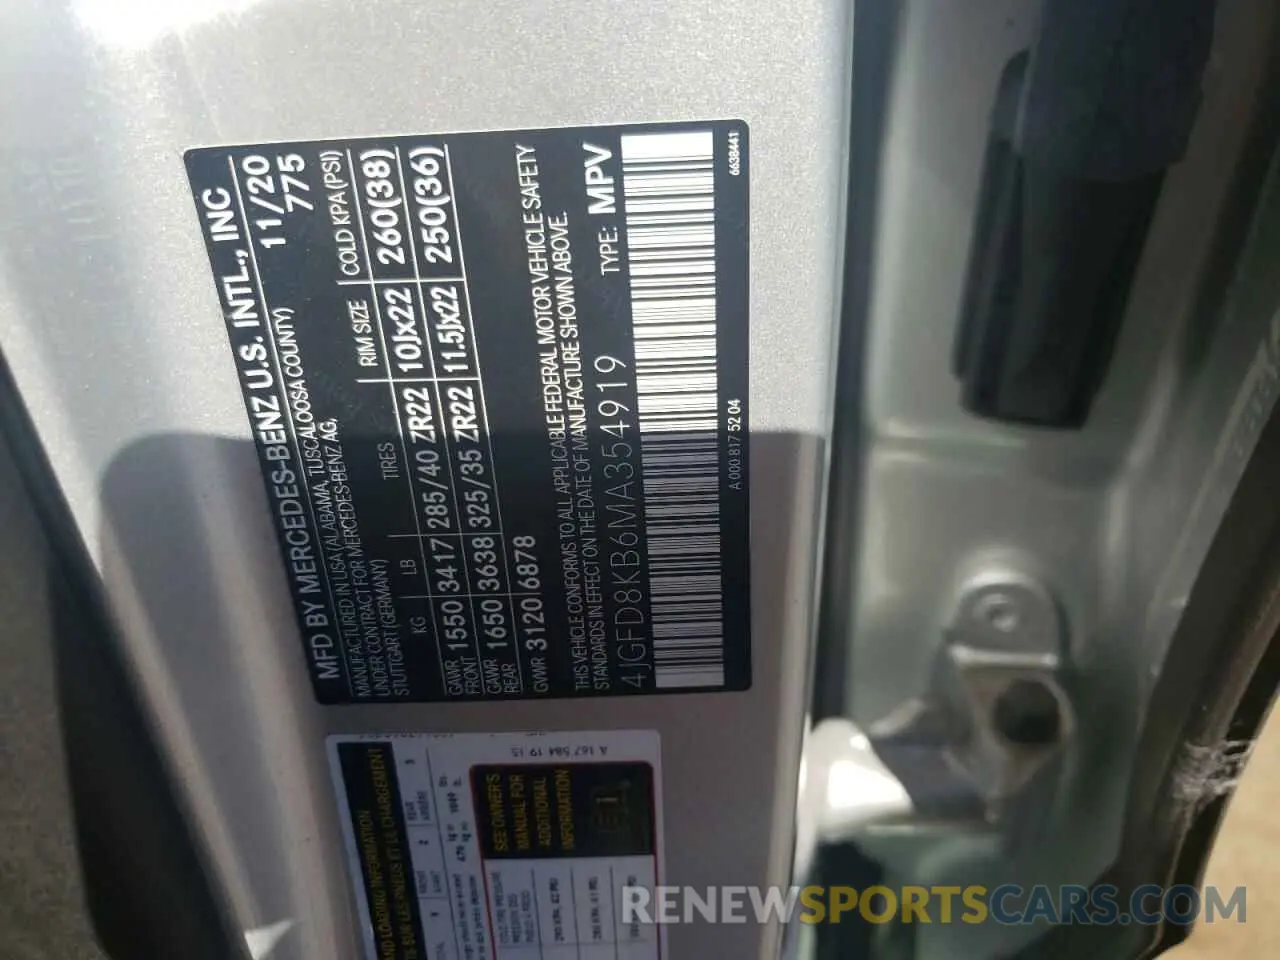 MFD BY MERCEDES-BENZ U.S. INTL., INC
MANUFACTURED IN USA (ALABAMA, TUSCALOOSA COUNTY) 11/20
UNDER CONTRACT FOR MERCEDES-BENZ AG, 775
STUTTGART (GERMANY)
KG LB TIRES RIM SIZE COLD KPA (PSI)
GAWR FRONT 1550 3417 285/40 ZR22 10Jx22 260(38)
GAWR REAR 1650 3638 325/35 ZR22 11.5Jx22 250(36)
GVWR 3120 6878
THIS VEHICLE CONFORMS TO ALL APPLICABLE FEDERAL MOTOR VEHICLE SAFETY
STANDARDS IN EFFECT ON THE DATE OF MANUFACTURE SHOWN ABOVE.
4JGFD8KB6MA354919 TYPE: MPV
A 000 817 52 04 6638441
A 167 584 19 15
SEE OWNER'S
MANUAL FOR
ADDITIONAL
INFORMATION
RENEWSPORTSCARS.COM